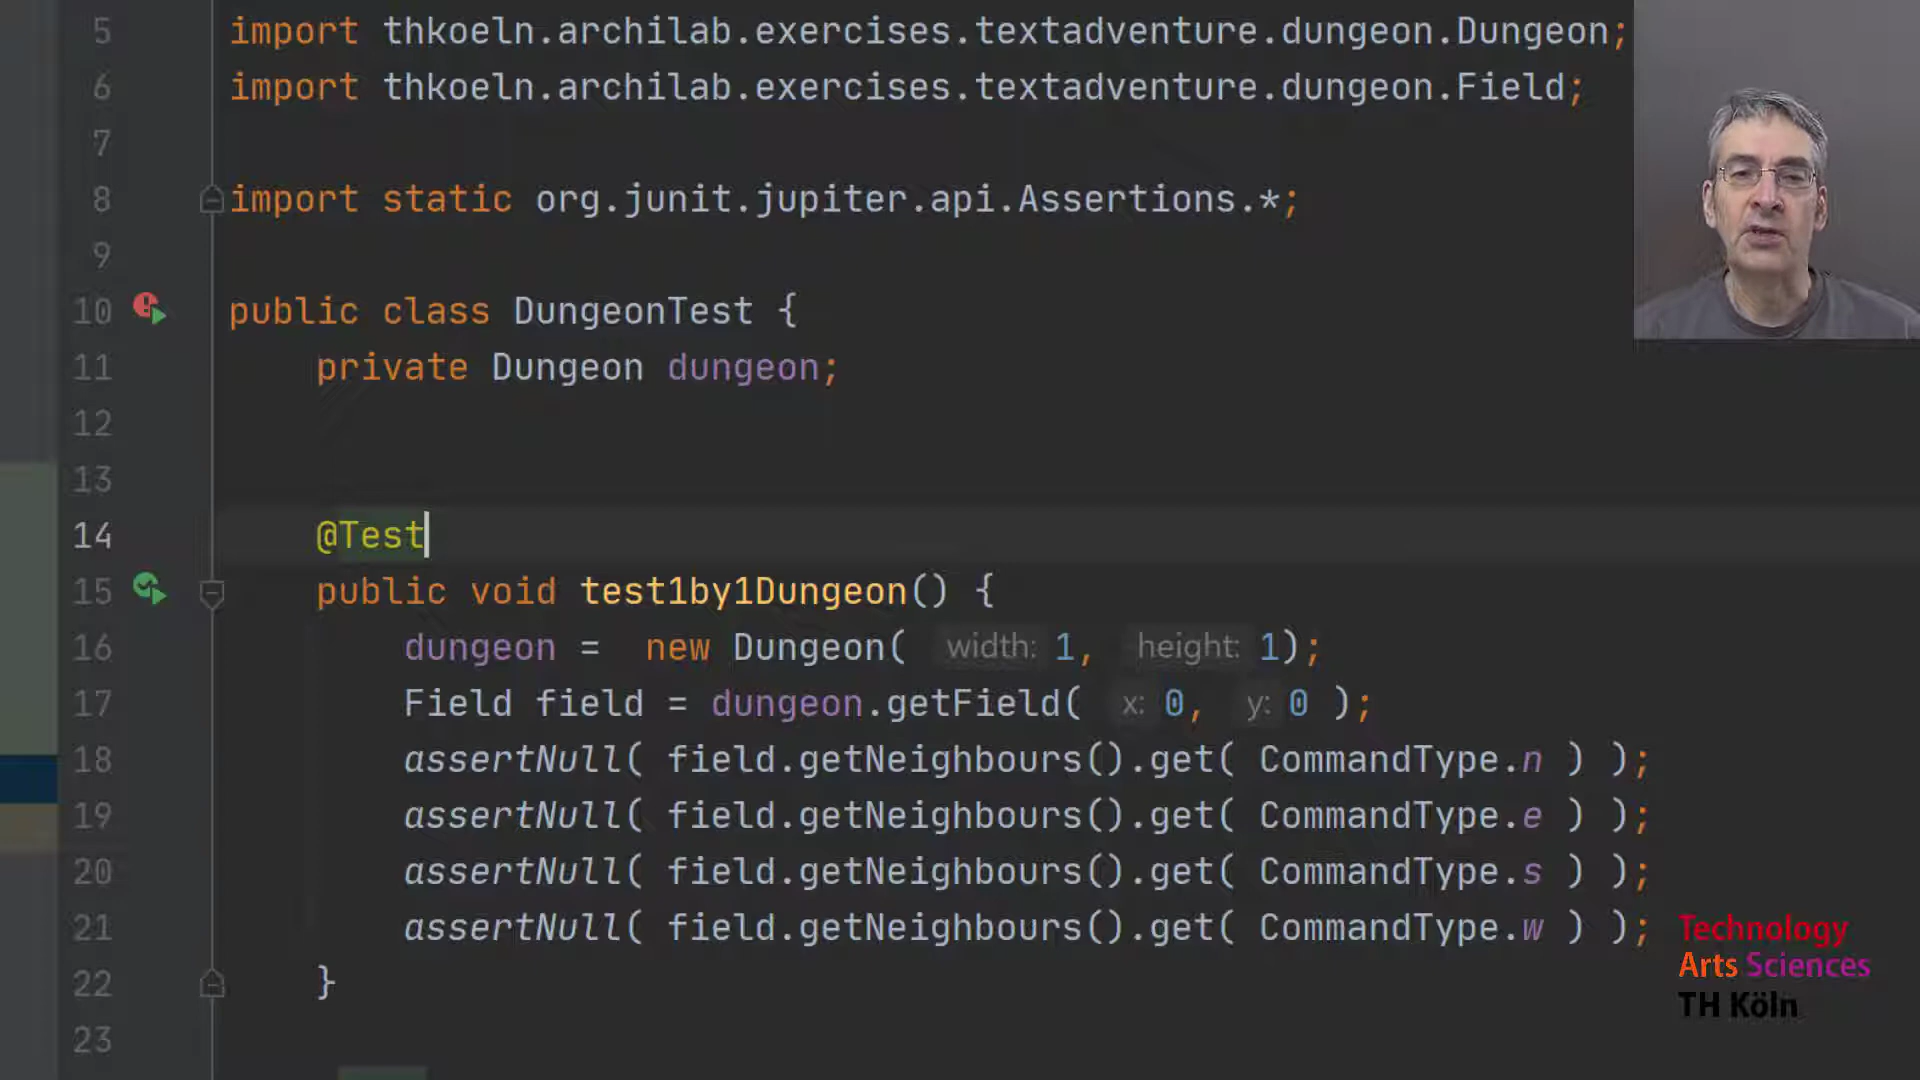 5 import thkoeln.archilab.exercises.textadventure.dungeon.Dungeon;
6 import thkoeln.archilab.exercises.textadventure.dungeon.Field;
7
8 import static org.junit.jupiter.api.Assertions.*;
9
10 public class DungeonTest {
11 private Dungeon dungeon;
12
13
14 @Test
15 public void test1by1Dungeon() {
16 dungeon = new Dungeon( width: 1, height: 1);
17 Field field = dungeon.getField( x: 0, y: 0 );
18 assertNull( field.getNeighbours().get( CommandType.n ) );
19 assertNull( field.getNeighbours().get( CommandType.e ) );
20 assertNull( field.getNeighbours().get( CommandType.s ) );
21 assertNull( field.getNeighbours().get( CommandType.w ) );
22 }
23
Technology
Arts Sciences
TH Köln